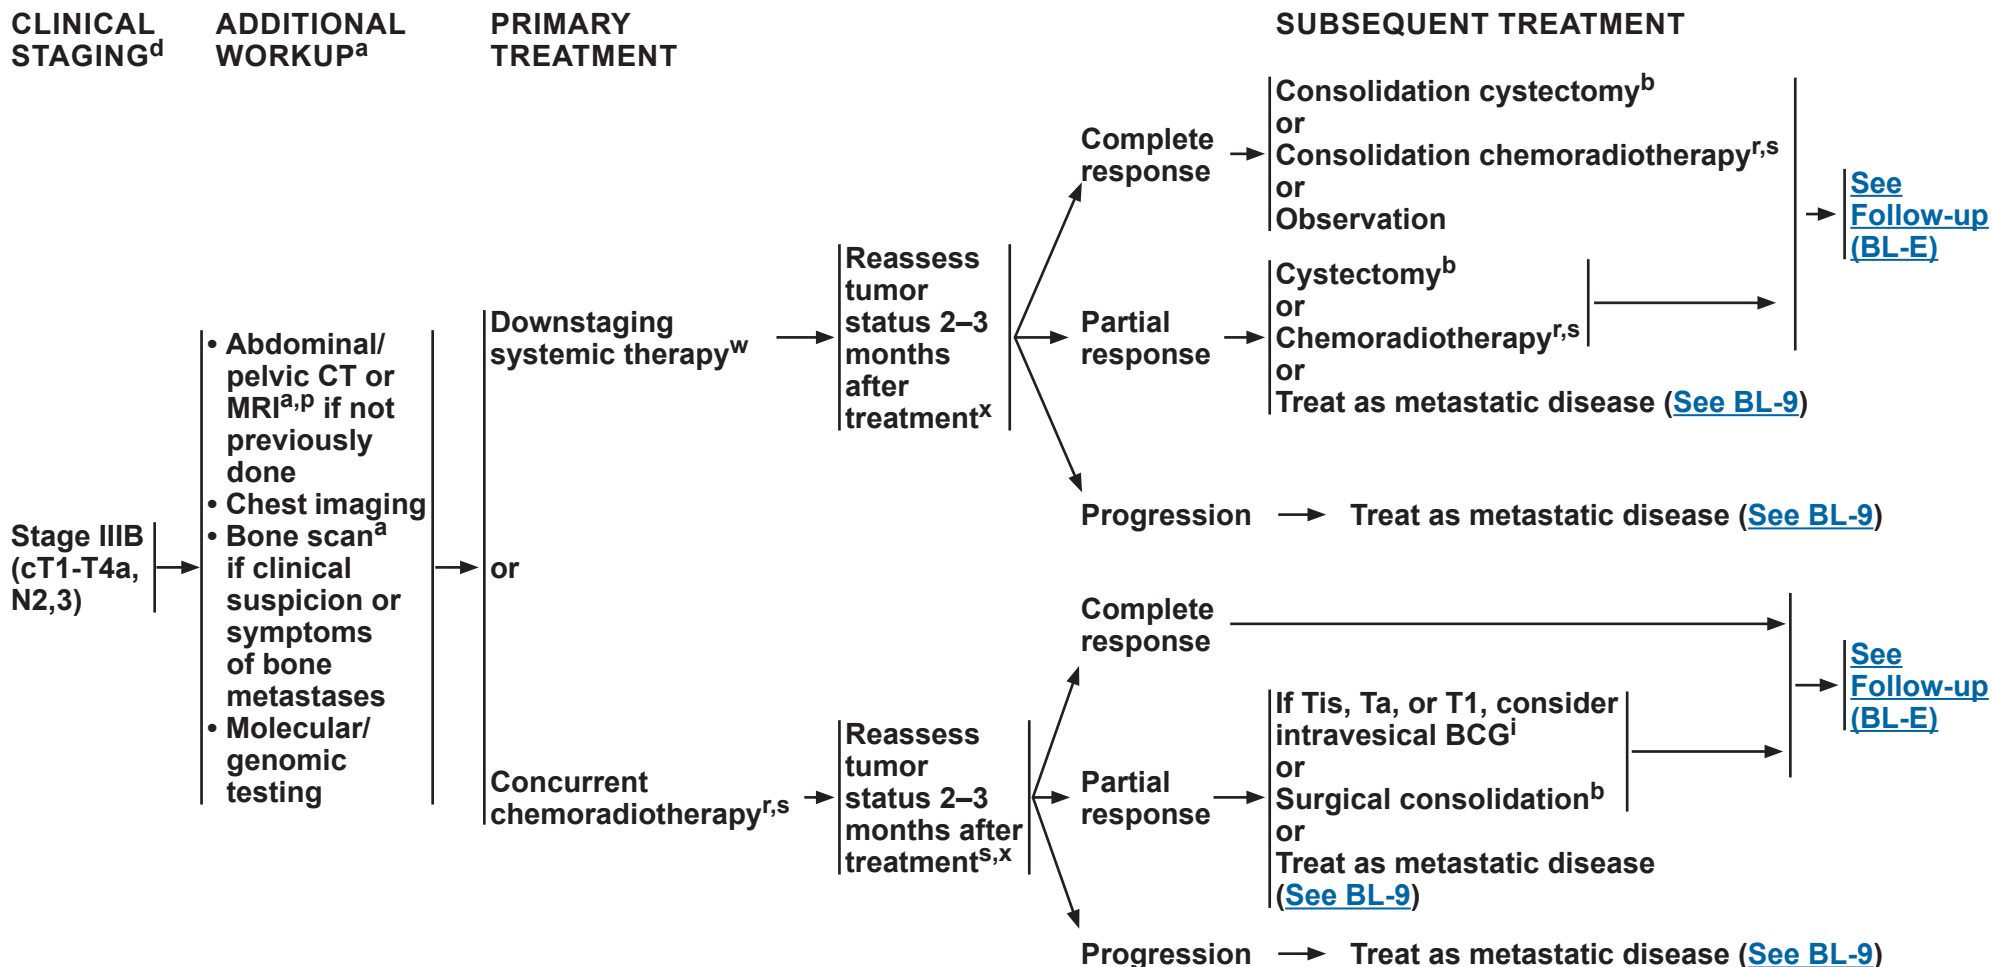 CLINICAL
STAGINGd
ADDITIONAL
WORKUPa
PRIMARY
TREATMENT
SUBSEQUENT TREATMENT
Stage IIIB
(cT1-T4a,
N2,3)
• Abdominal/
pelvic CT or
MRIa,p if not
previously
done
• Chest imaging
• Bone scana
if clinical
suspicion or
symptoms
of bone
metastases
• Molecular/
genomic
testing
Downstaging
systemic therapyw
or
Concurrent
chemoradiotherapyr,s
Reassess
tumor
status 2–3
months
after
treatmentx
Complete
response
Consolidation cystectomyb
or
Consolidation chemoradiotherapyr,s
or
Observation
Partial
response
Cystectomyb
or
Chemoradiotherapyr,s
or
Treat as metastatic disease (See BL-9)
See
Follow-up
(BL-E)
Progression
Treat as metastatic disease (See BL-9)
Reassess
tumor
status 2–3
months after
treatments,x
Complete
response
Partial
response
If Tis, Ta, or T1, consider
intravesical BCGi
or
Surgical consolidationb
or
Treat as metastatic disease
(See BL-9)
See
Follow-up
(BL-E)
Progression
Treat as metastatic disease (See BL-9)